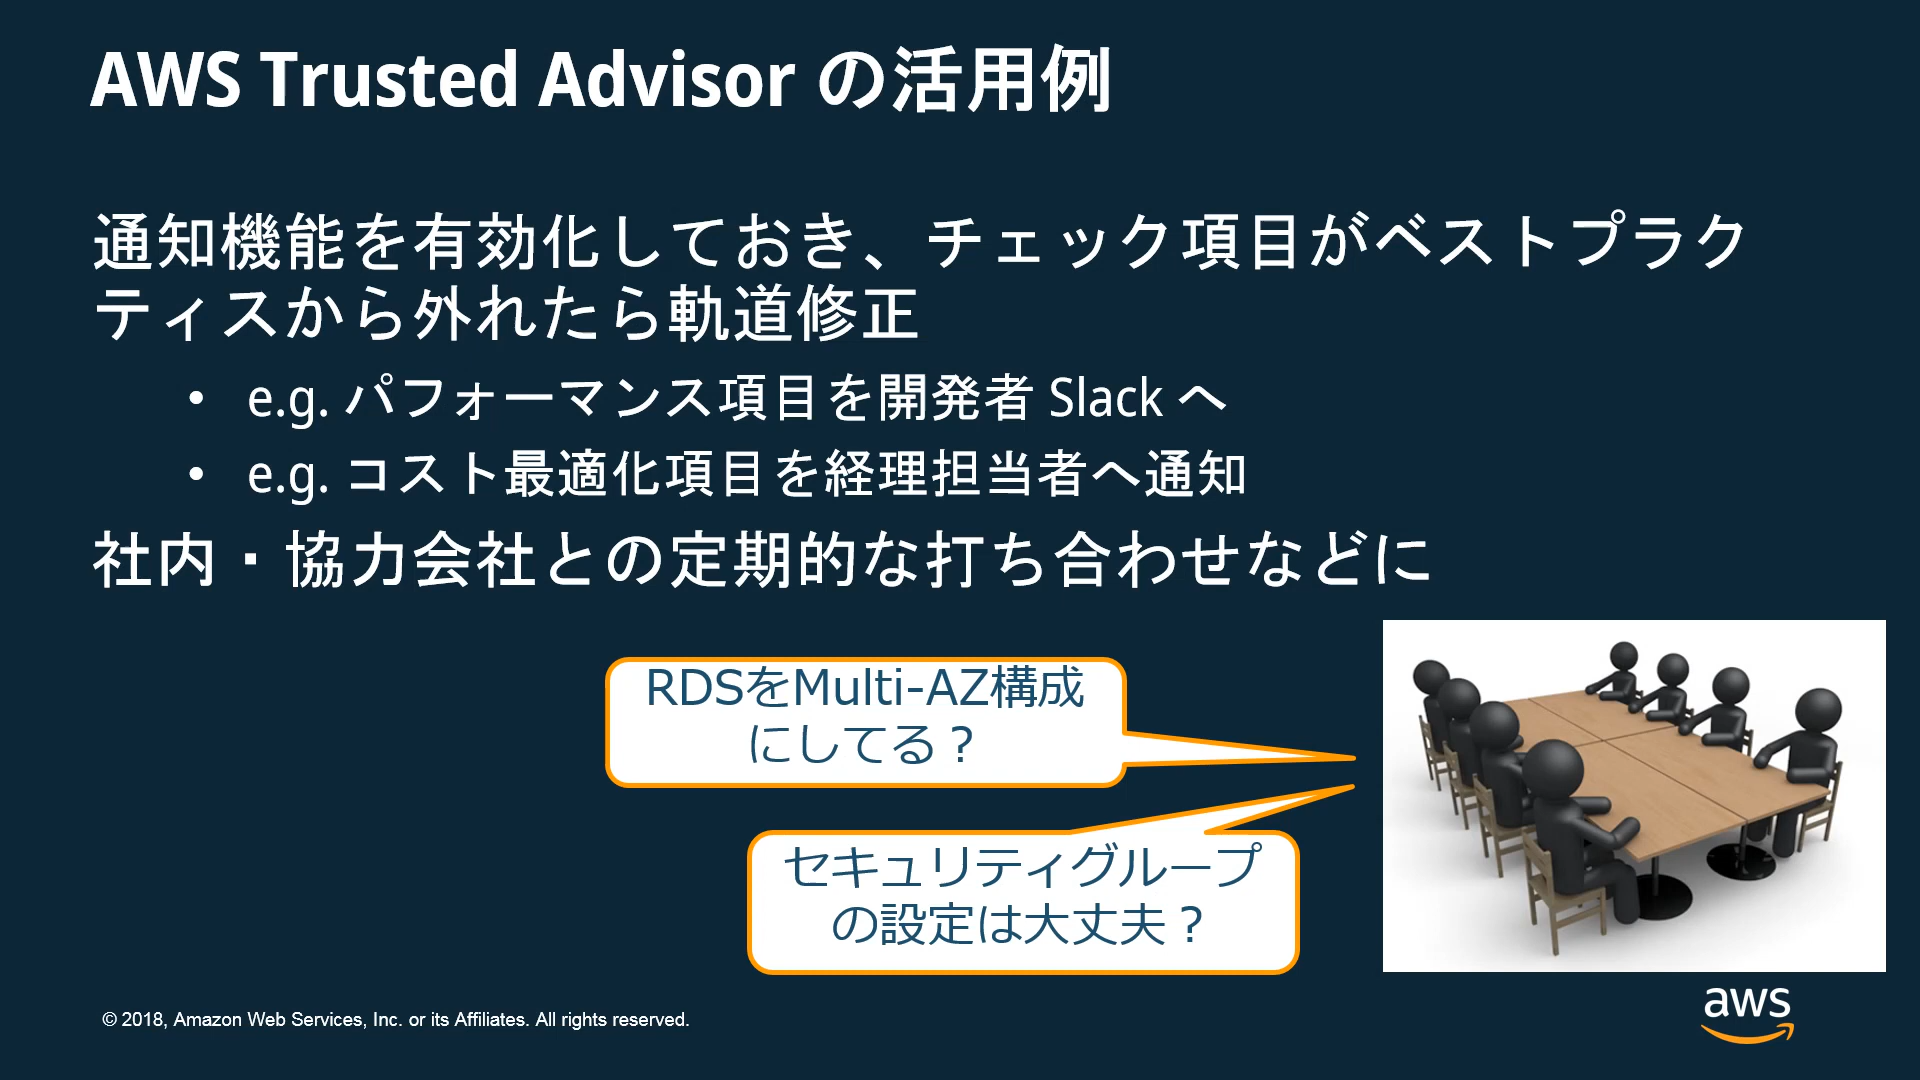 AWS Trusted Advisor の活用例
通知機能を有効化しておき、チェック項目がベストプラク
ティスから外れたら軌道修正
• e.g. パフォーマンス項目を開発者 Slack へ
• e.g. コスト最適化項目を経理担当者へ通知
社内・協力会社との定期的な打ち合わせなどに
RDSをMulti-AZ構成
にしてる？
セキュリティグループ
の設定は大丈夫？
© 2018, Amazon Web Services, Inc. or its Affiliates. All rights reserved.
aws